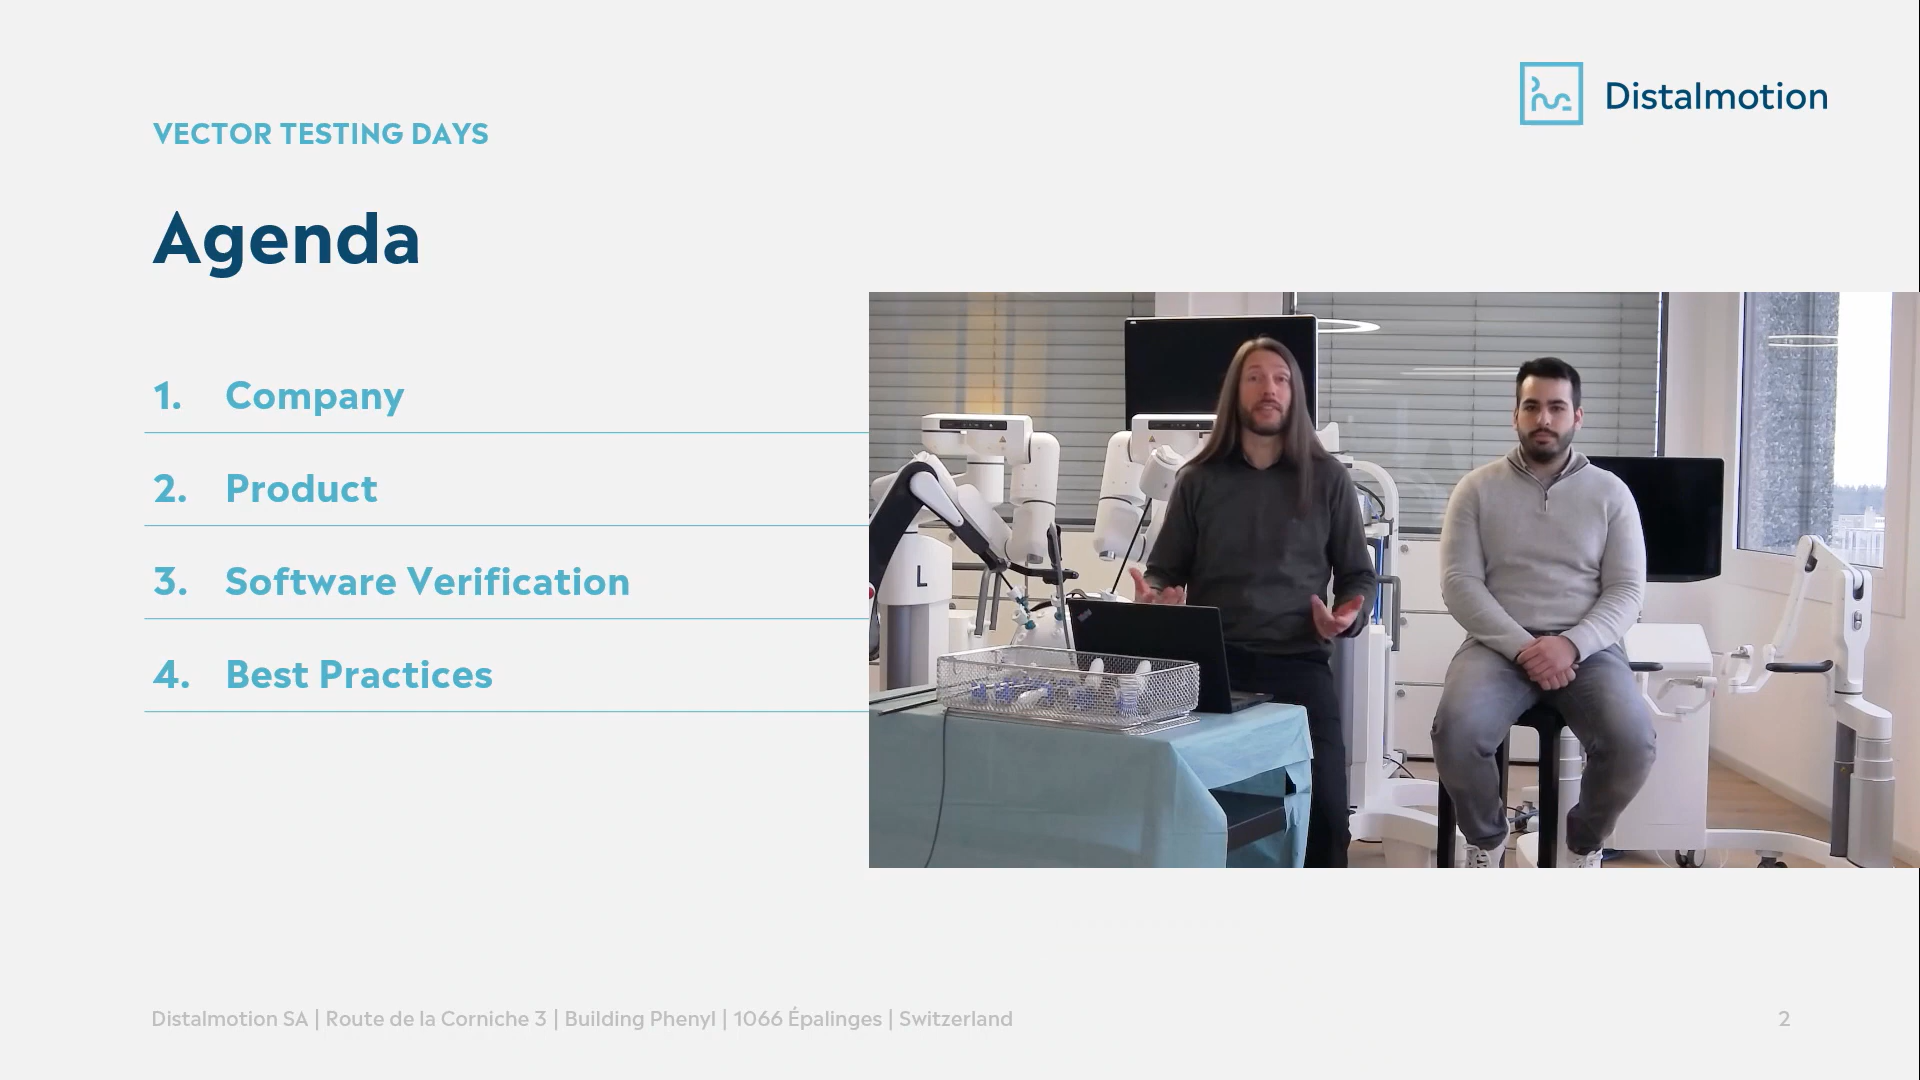 Distalmotion
VECTOR TESTING DAYS
Agenda
1. Company
2. Product
3. Software Verification
4. Best Practices
L
Distalmotion SA | Route de la Corniche 3 | Building Phenyl | 1066 Épalinges | Switzerland
2